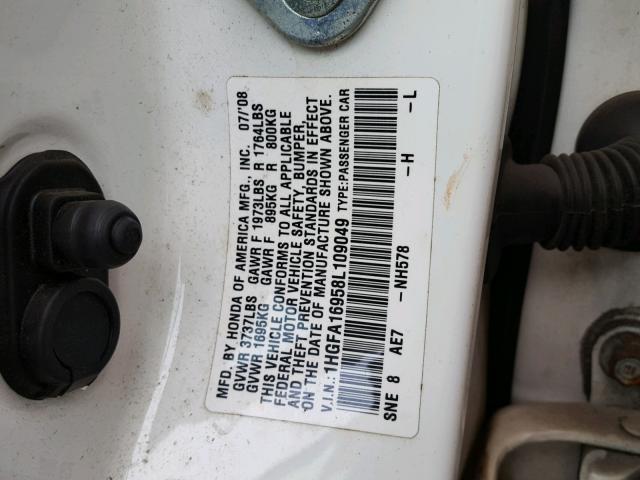 MFD. BY HONDA OF AMERICA MFG., INC. 07/'08
GVWR 3737LBS GAWR F 1973LBS R 1764LBS
GVWR 1695KG GAWR F 895KG R 800KG
THIS VEHICLE CONFORMS TO ALL APPLICABLE
FEDERAL MOTOR VEHICLE SAFETY, BUMPER,
AND THEFT PREVENTION STANDARDS IN EFFECT
ON THE DATE OF MANUFACTURE SHOWN ABOVE.
V.I.N.:1HGFA16958L109049 TYPE:PASSENGER CAR
SNE 8 AE7 -NH578 -H -L